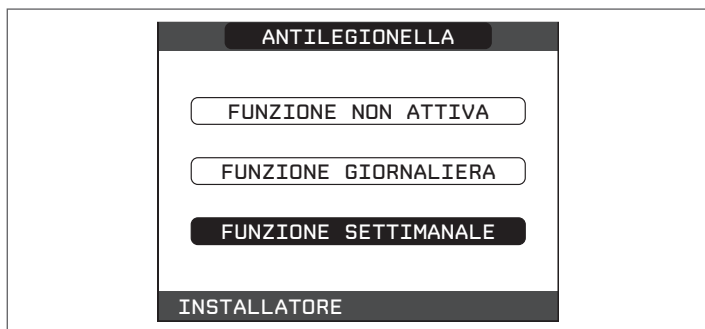 ANTILEGIONELLA
FUNZIONE NON ATTIVA
FUNZIONE GIORNALIERA
FUNZIONE SETTIMANALE
INSTALLATORE